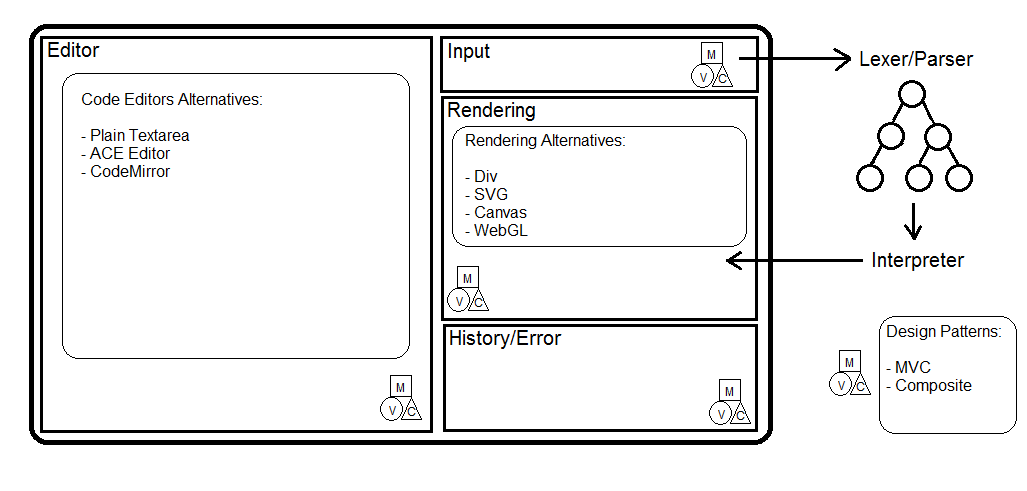 Editor
Code Editors Alternatives:
- Plain Textarea
- ACE Editor
- CodeMirror
M
V C
Input
M
V C
Rendering
Rendering Alternatives:
- Div
- SVG
- Canvas
- WebGL
M
V C
History/Error
M
V C
Lexer/Parser
Interpreter
M
V C
Design Patterns:
- MVC
- Composite